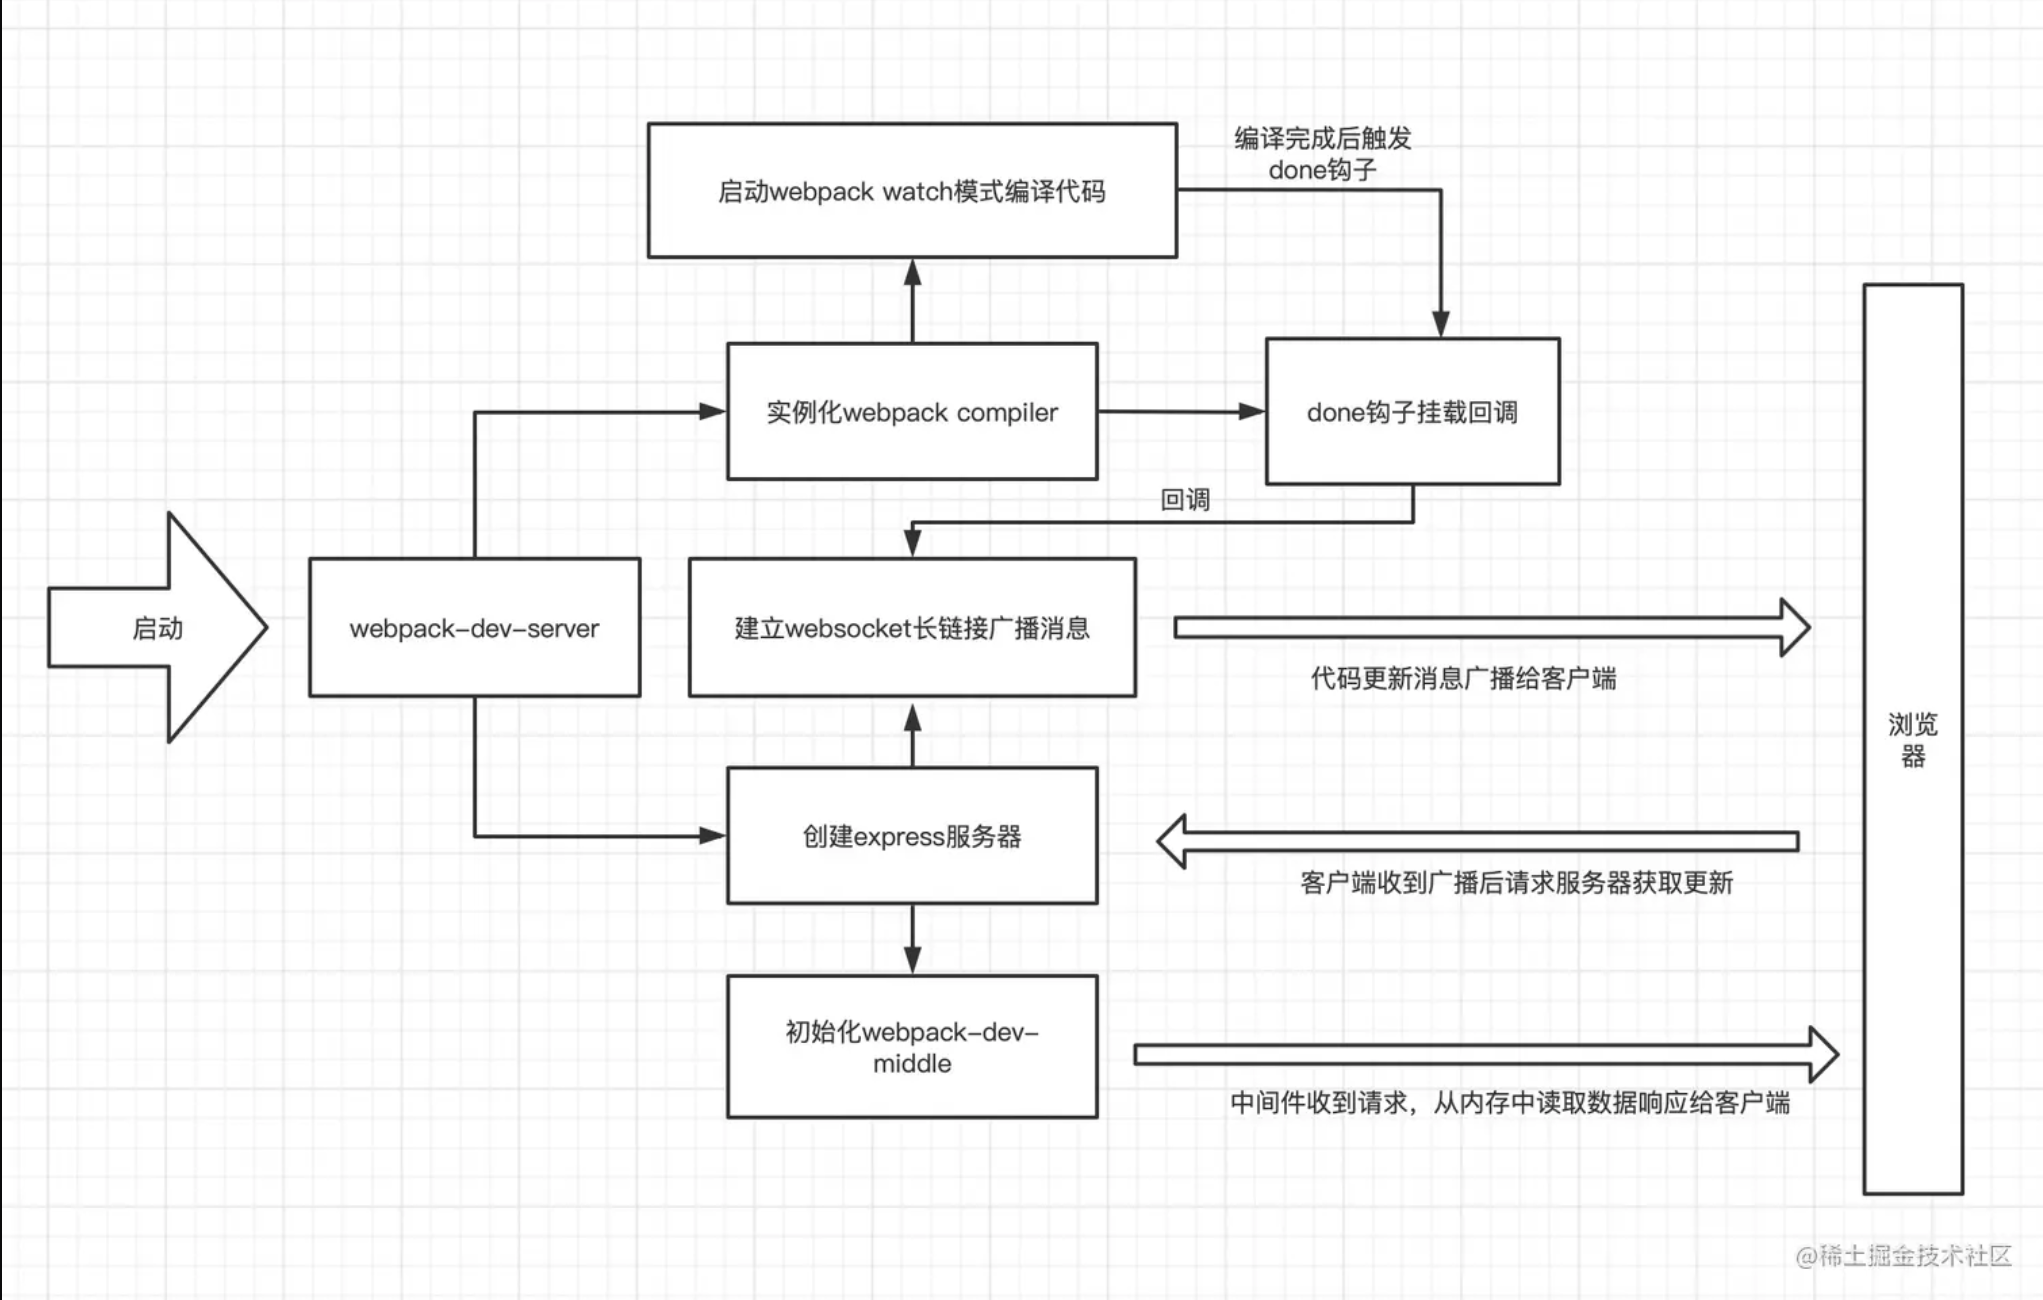 编译完成后触发
done钩子
启动webpack watch模式编译代码
实例化webpack compiler
done钩子挂载回调
回调
启动
webpack-dev-server
建立websocket长链接广播消息
代码更新消息广播给客户端
浏览
器
创建express服务器
客户端收到广播后请求服务器获取更新
初始化webpack-dev-
middle
中间件收到请求，从内存中读取数据响应给客户端
@稀土掘金技术社区